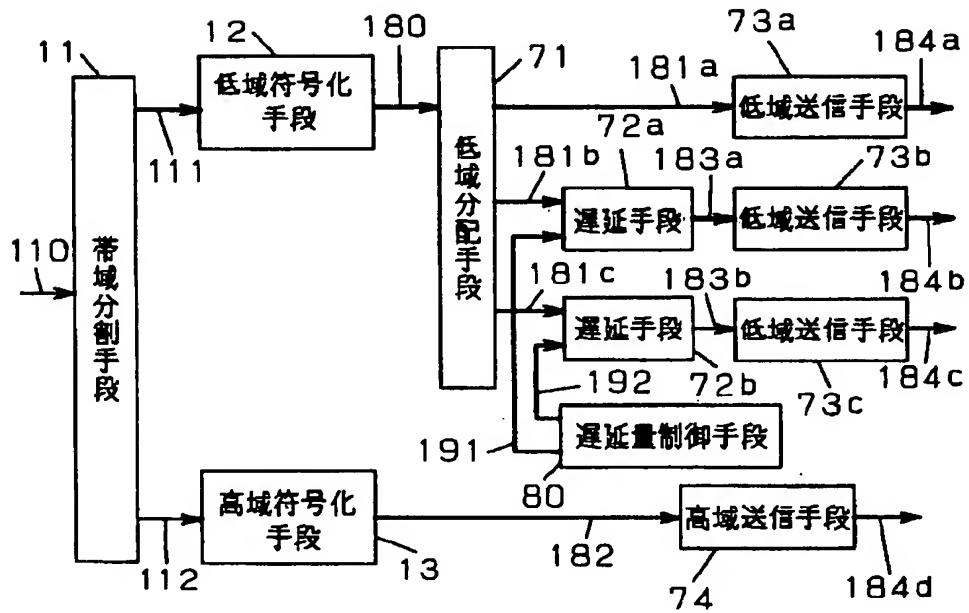 11
12
180
71
73a
184a
低域符号化
手段
181a
低域送信手段
111
72a
183a
73b
181b
低域分配手段
遅延手段
低域送信手段
110
帯域分割手段
181c
183b
184b
遅延手段
低域送信手段
192
72b
73c
184c
191
遅延量制御手段
80
高域符号化
手段
高域送信手段
112
13
182
74
184d